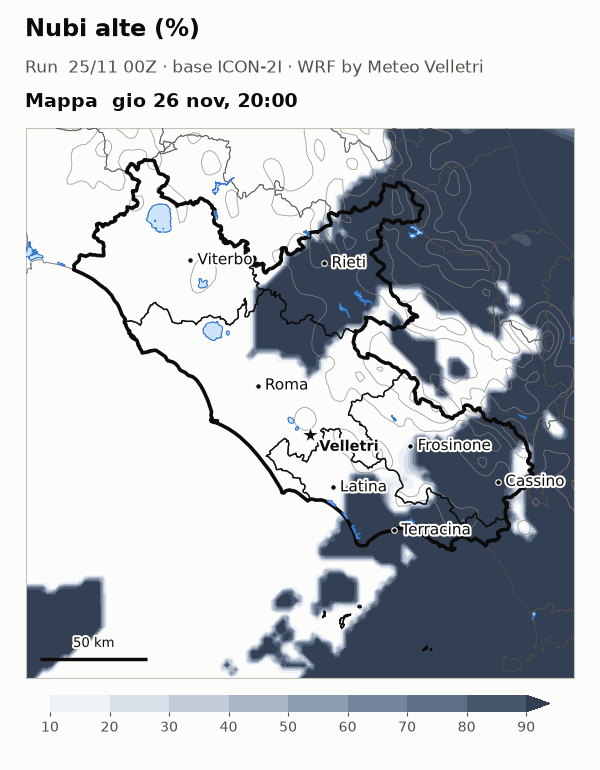 Nubi alte (%)
Run 25/11 00Z · base ICON-2I · WRF by Meteo Velletri
Mappa gio 26 nov, 20:00
Viterbo
Rieti
Roma
Velletri
Frosinone
Cassino
Latina
Terracina
50 km
10 20 30 40 50 60 70 80 90